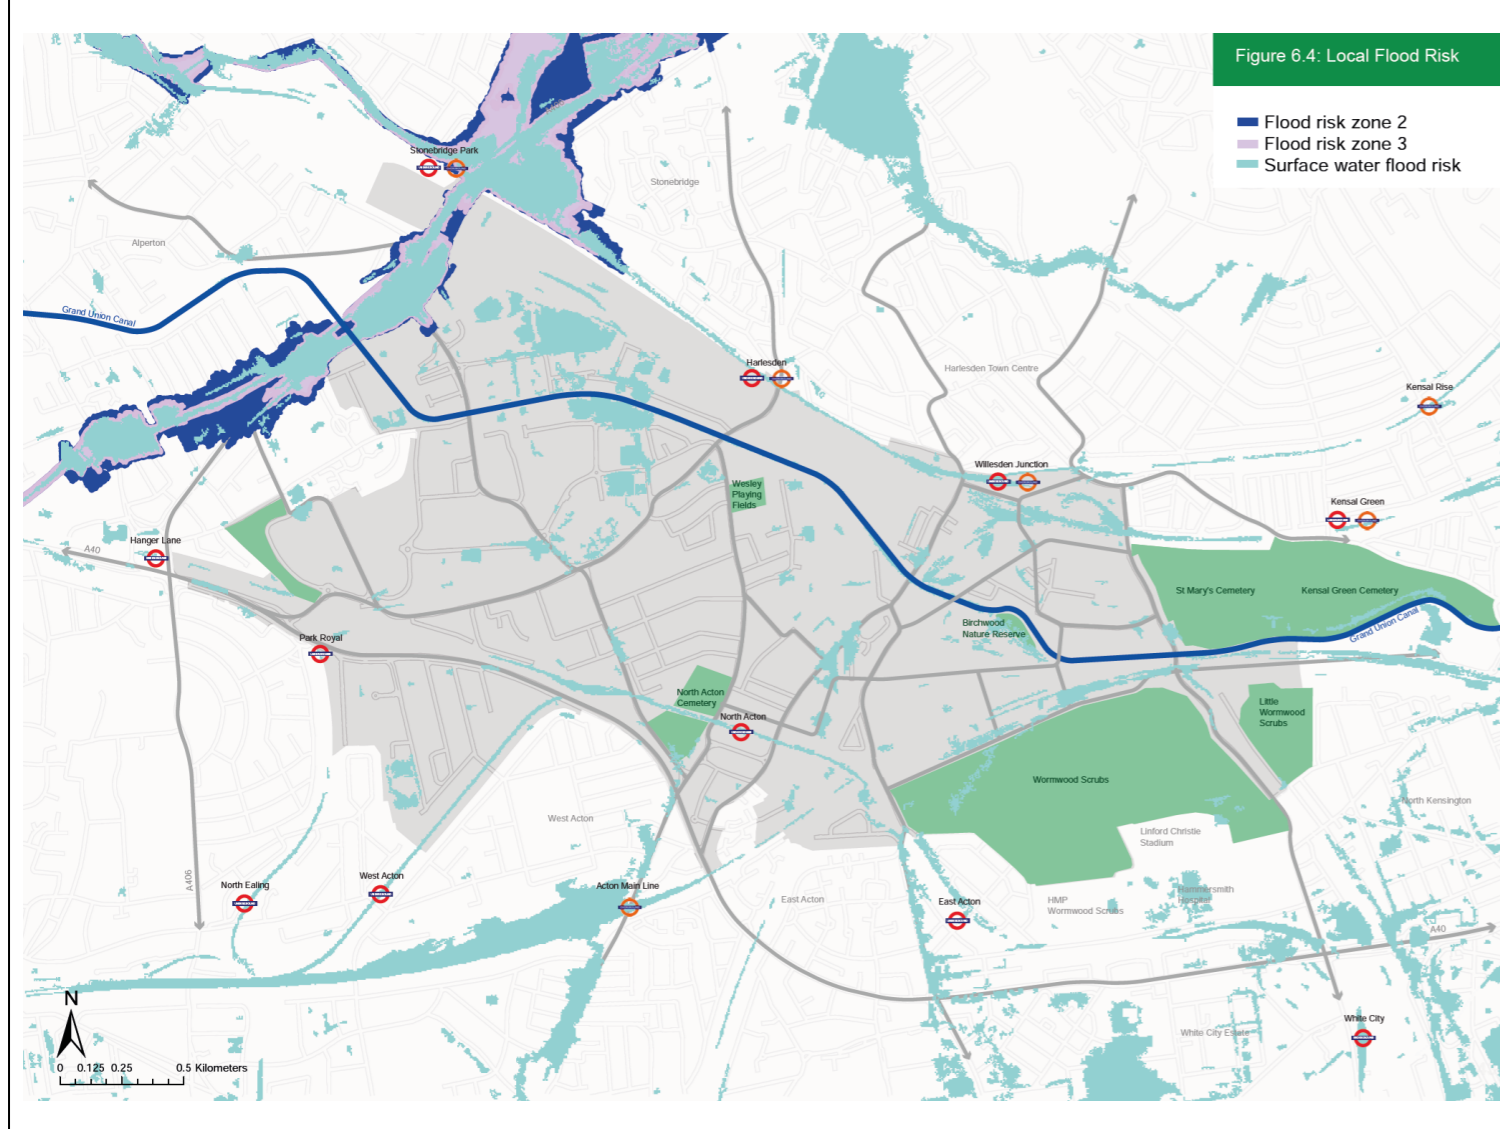 Figure 6.4: Local Flood Risk
Flood risk zone 2
Flood risk zone 3
Surface water flood risk
Stonebridge Park
A406
Stonebridge
Alperton
Grand Union Canal
Harlesden
Harlesden Town Centre
Kensal Rise
Willesden Junction
Wesley
Playing
Fields
Kensal Green
Hanger Lane
A40
St Mary's Cemetery
Kensal Green Cemetery
Birchwood
Nature Reserve
Grand Union Canal
Park Royal
North Acton
Cemetery
North Acton
Little
Wormwood
Scrubs
Wormwood Scrubs
North Kensington
West Acton
Linford Christie
Stadium
A406
North Ealing
West Acton
Acton Main Line
East Acton
East Acton
HMP
Wormwood Scrubs
Hammersmith
Hospital
A40
White City
White City Estate
N
0 0.125 0.25 0.5 Kilometers